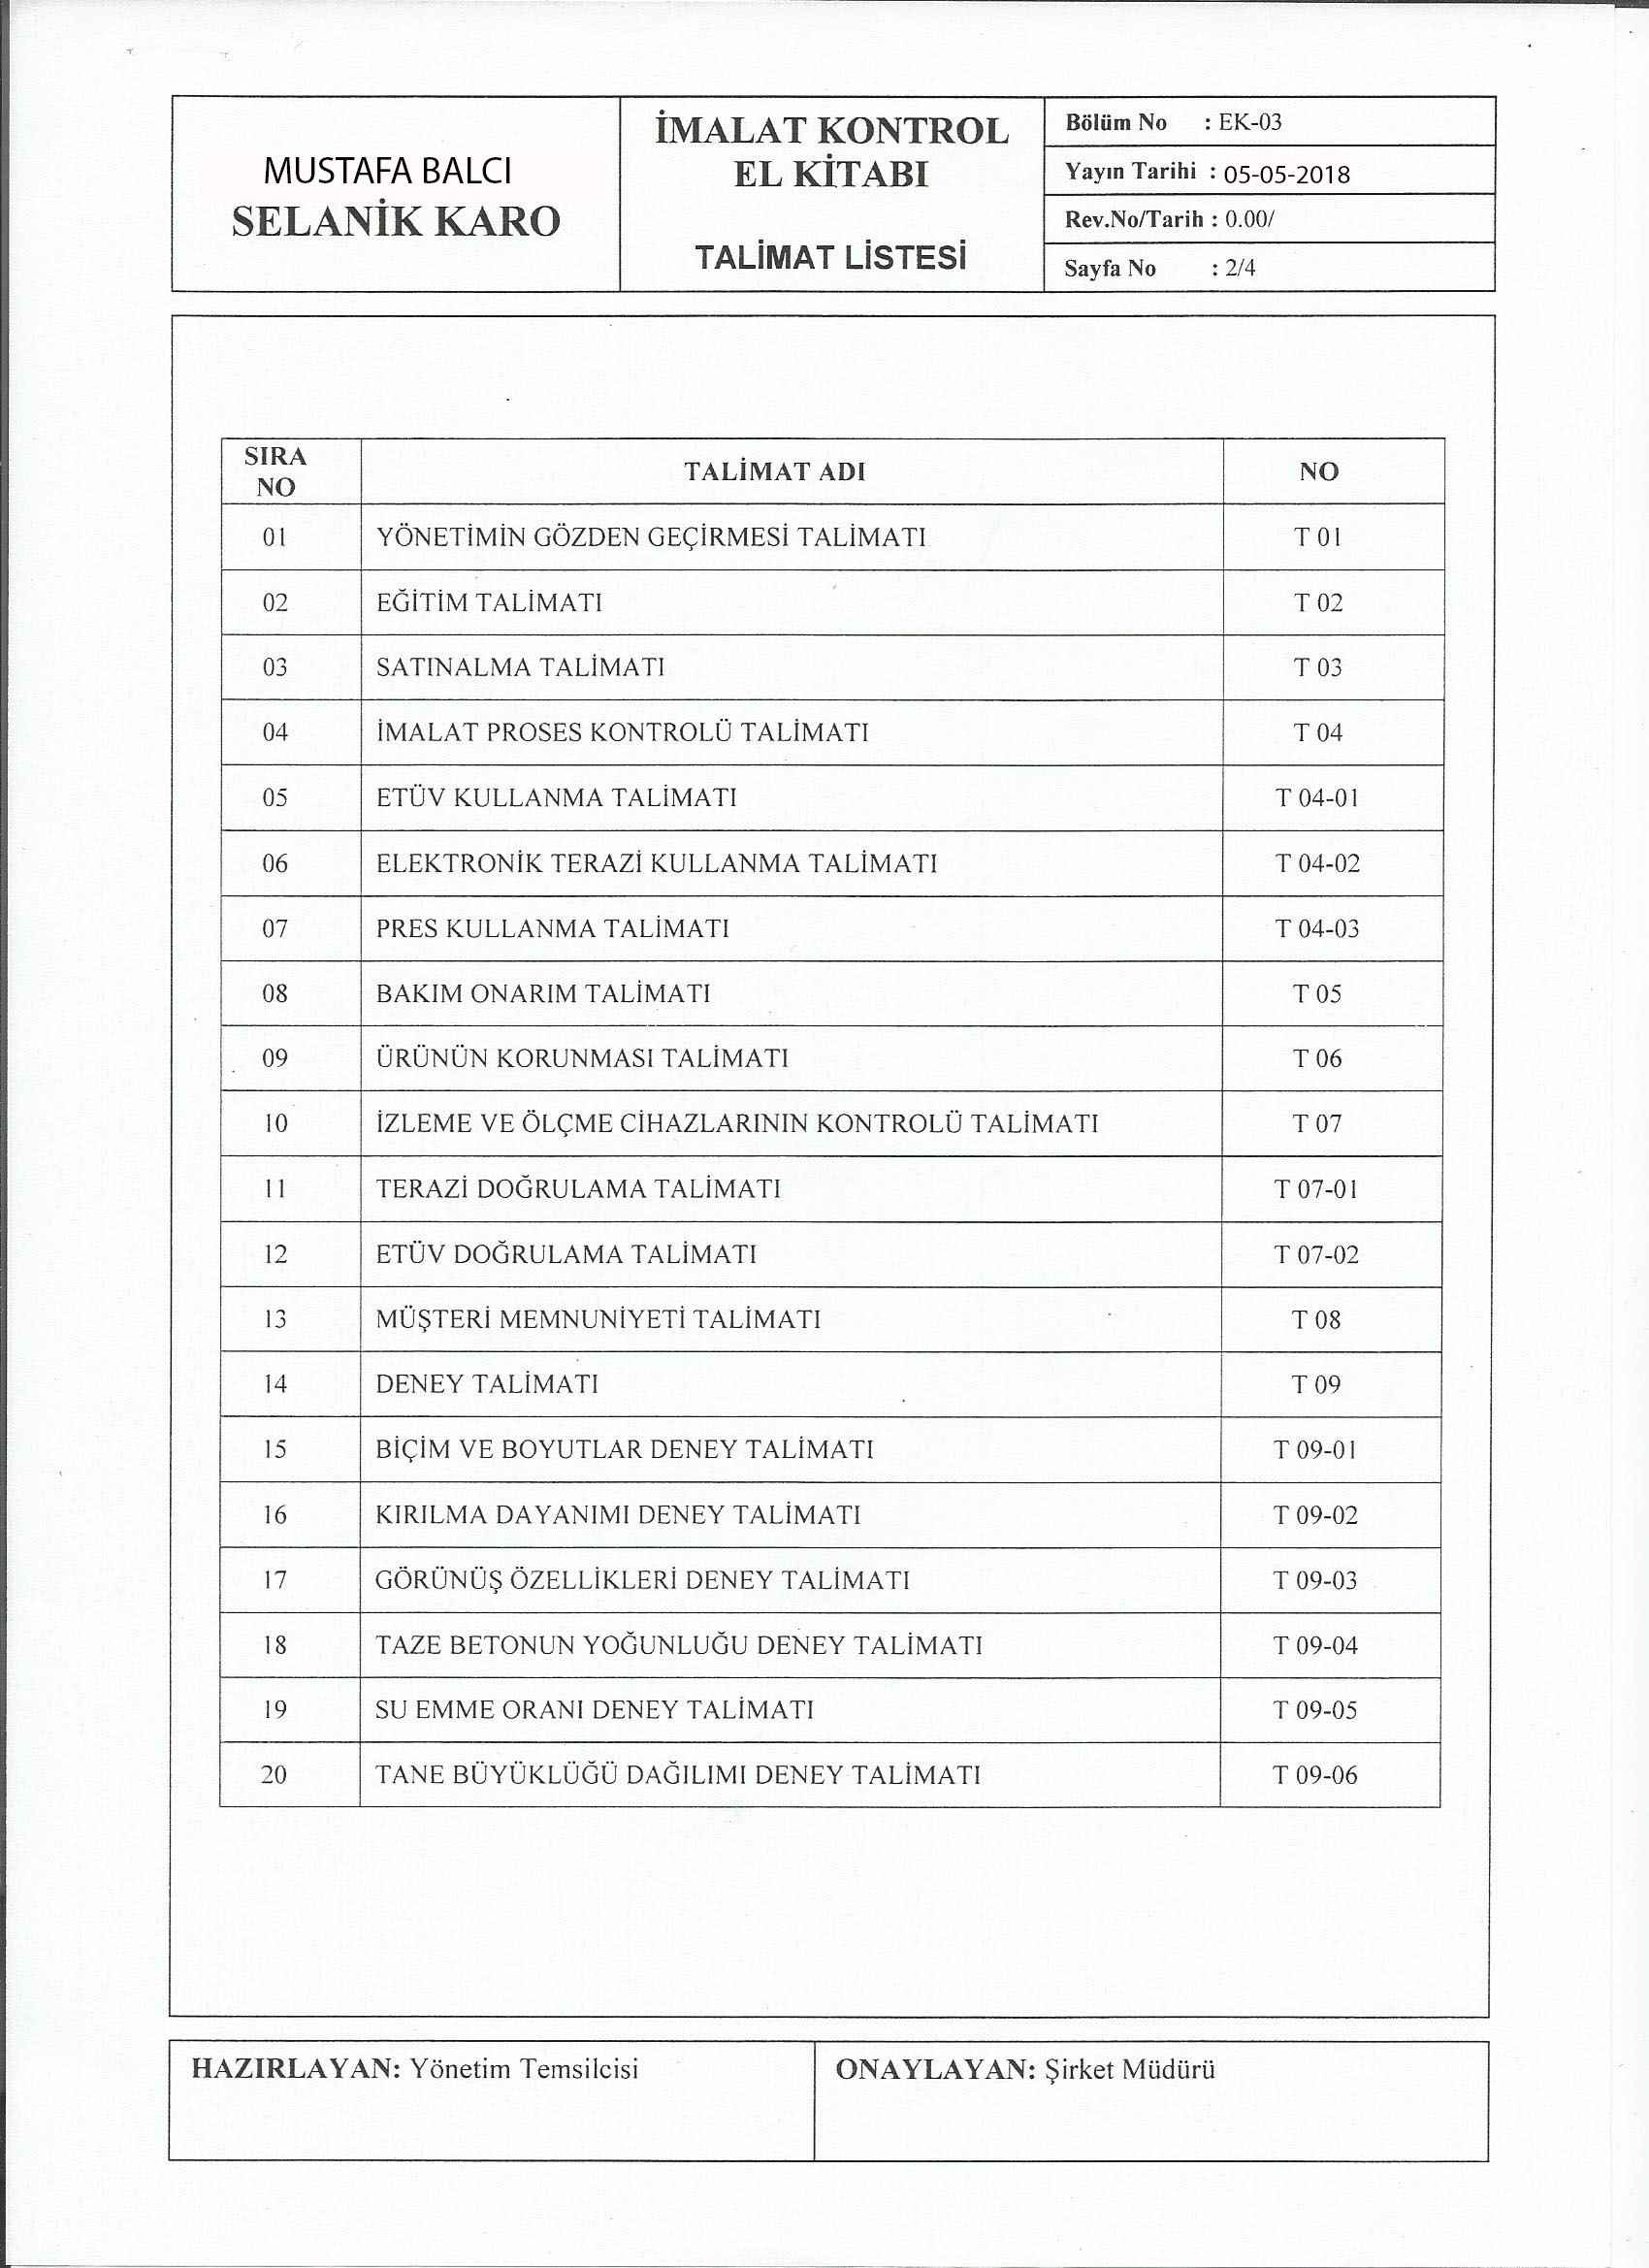 MUSTAFA BALCI
SELANİK KARO
İMALAT KONTROL
EL KİTABI
TALİMAT LİSTESİ
Bölüm No : EK-03
Yayın Tarihi : 05-05-2018
Rev.No/Tarih : 0.00/
Sayfa No : 2/4
SIRA
NO
TALİMAT ADI
NO
01 YÖNETİMİN GÖZDEN GEÇİRMESİ TALİMATI T 01
02 EĞİTİM TALİMATI T 02
03 SATINALMA TALİMATI T 03
04 İMALAT PROSES KONTROLÜ TALİMATI T 04
05 ETÜV KULLANMA TALİMATI T 04-01
06 ELEKTRONİK TERAZİ KULLANMA TALİMATI T 04-02
07 PRES KULLANMA TALİMATI T 04-03
08 BAKIM ONARIM TALİMATI T 05
09 ÜRÜNÜN KORUNMASI TALİMATI T 06
10 İZLEME VE ÖLÇME CİHAZLARININ KONTROLÜ TALİMATI T 07
11 TERAZİ DOĞRULAMA TALİMATI T 07-01
12 ETÜV DOĞRULAMA TALİMATI T 07-02
13 MÜŞTERİ MEMNUNİYETİ TALİMATI T 08
14 DENEY TALİMATI T 09
15 BİÇİM VE BOYUTLAR DENEY TALİMATI T 09-01
16 KIRILMA DAYANIMI DENEY TALİMATI T 09-02
17 GÖRÜNÜŞ ÖZELLİKLERİ DENEY TALİMATI T 09-03
18 TAZE BETONUN YOĞUNLUĞU DENEY TALİMATI T 09-04
19 SU EMME ORANI DENEY TALİMATI T 09-05
20 TANE BÜYÜKLÜĞÜ DAĞILIMI DENEY TALİMATI T 09-06
HAZIRLAYAN: Yönetim Temsilcisi
ONAYLAYAN: Şirket Müdürü